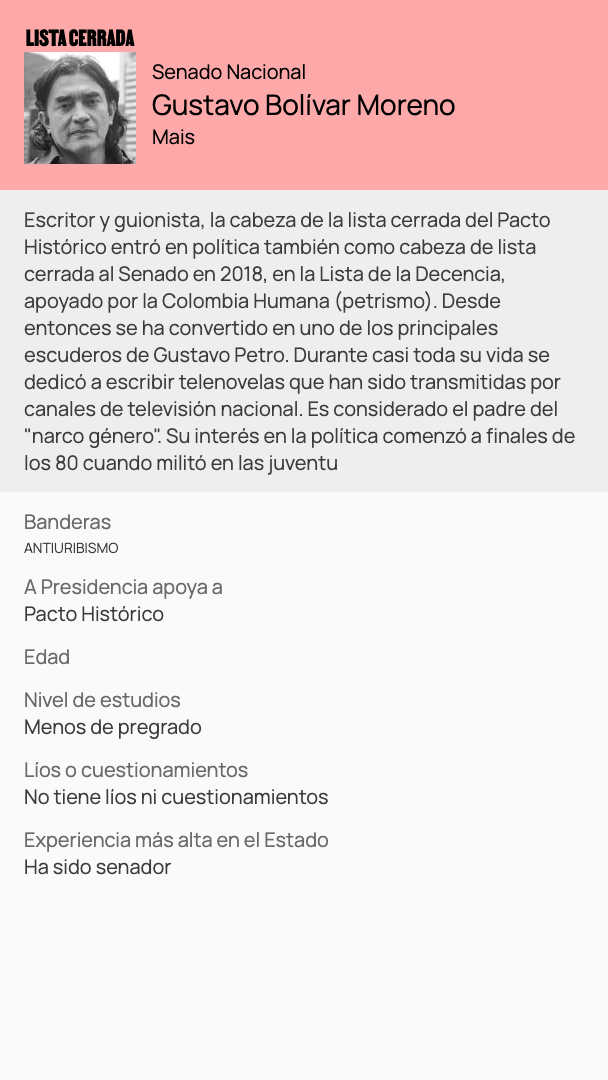 LISTA CERRADA
Senado Nacional
Gustavo Bolívar Moreno
Mais
Escritor y guionista, la cabeza de la lista cerrada del Pacto
Histórico entró en política también como cabeza de lista
cerrada al Senado en 2018, en la Lista de la Decencia,
apoyado por la Colombia Humana (petrismo). Desde
entonces se ha convertido en uno de los principales
escuderos de Gustavo Petro. Durante casi toda su vida se
dedicó a escribir telenovelas que han sido transmitidas por
canales de televisión nacional. Es considerado el padre del
"narco género". Su interés en la política comenzó a finales de
los 80 cuando militó en las juventu
Banderas
ANTIURIBISMO
A Presidencia apoya a
Pacto Histórico
Edad
Nivel de estudios
Menos de pregrado
Líos o cuestionamientos
No tiene líos ni cuestionamientos
Experiencia más alta en el Estado
Ha sido senador